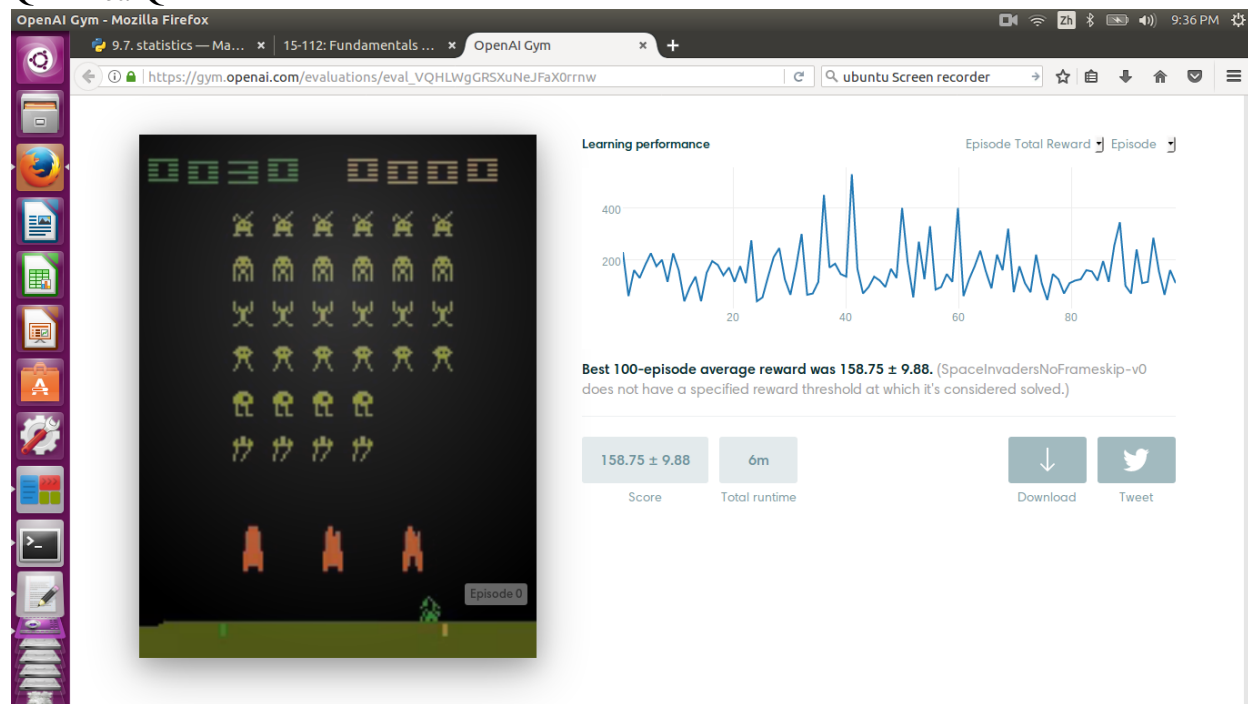 OpenAI Gym - Mozilla Firefox
Zh
9:36 PM
9.7. statistics — Ma...
15-112: Fundamentals ...
OpenAI Gym
https://gym.openai.com/evaluations/eval_VQHLWgGRSXuNeJFaX0rrnw
ubuntu Screen recorder
0030 0000
Learning performance
Episode Total Reward
Episode
400
200
20
40
60
80
Best 100-episode average reward was 158.75 ± 9.88. (SpaceInvadersNoFrameskip-v0
does not have a specified reward threshold at which it's considered solved.)
158.75 ± 9.88
6m
Score
Total runtime
Download
Tweet
Episode 0